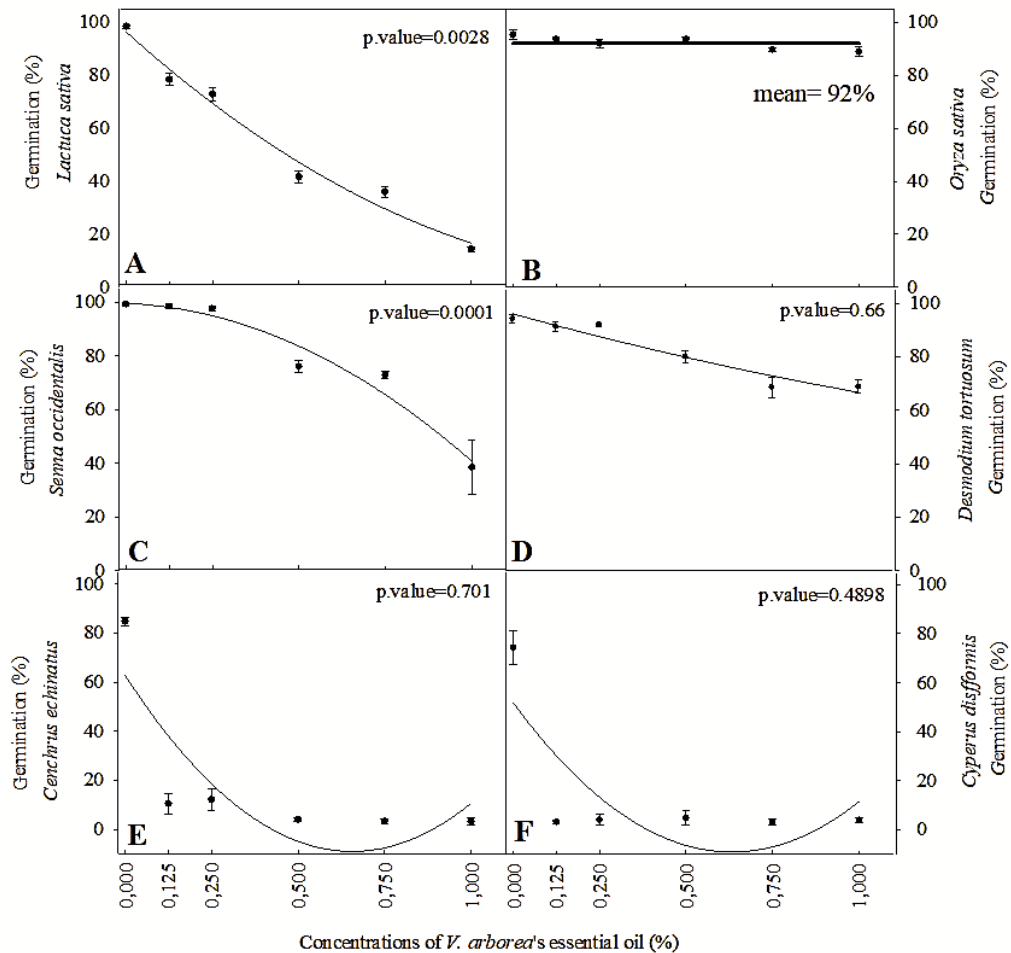 100
80
60
40
20
0
Germination (%)
Lactuca sativa
p.value=0.0028
A
mean= 92%
B
100
80
60
40
20
0
Oryza sativa
Germination (%)
100
80
60
40
20
0
Germination (%)
Senna occidentalis
p.value=0.0001
C
p.value=0.66
D
100
80
60
40
20
0
Desmodium tortuosum
Germination (%)
100
80
60
40
20
0
Germination (%)
Cenchrus echinatus
p.value=0.701
E
p.value=0.4898
F
100
80
60
40
20
0
Cyperus disfformis
Germination (%)
0,000
0,125
0,250
0,500
0,750
1,000
0,000
0,125
0,250
0,500
0,750
1,000
Concentrations of V. arborea's essential oil (%)